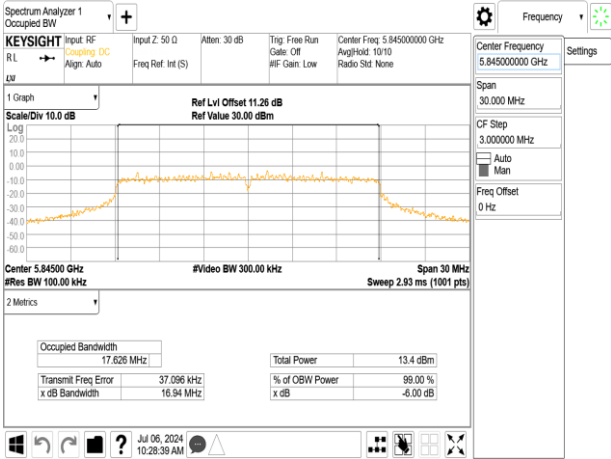 Spectrum Analyzer 1
Occupied BW
KEYSIGHT
RL
Input: RF
Coupling: DC
Align: Auto
Input Z: 50 Ω
Freq Ref: Int (S)
Atten: 30 dB
Trig: Free Run
Gate: Off
#IF Gain: Low
Center Freq: 5.845000000 GHz
Avg|Hold: 10/10
Radio Std: None
1 Graph
Scale/Div 10.0 dB
Ref Lvl Offset 11.26 dB
Ref Value 30.00 dBm
Log
20.0
10.0
0.00
-10.0
-20.0
-30.0
-40.0
-50.0
-60.0
Center 5.84500 GHz
#Res BW 100.00 kHz
#Video BW 300.00 kHz
Span 30 MHz
Sweep 2.93 ms (1001 pts)
2 Metrics
Occupied Bandwidth
17.626 MHz
Transmit Freq Error 37.096 kHz
x dB Bandwidth 16.94 MHz
Total Power 13.4 dBm
% of OBW Power 99.00 %
x dB -6.00 dB
Jul 06, 2024
10:28:39 AM
Frequency
Center Frequency
5.845000000 GHz
Span
30.000 MHz
CF Step
3.000000 MHz
Auto
Man
Freq Offset
0 Hz
Settings